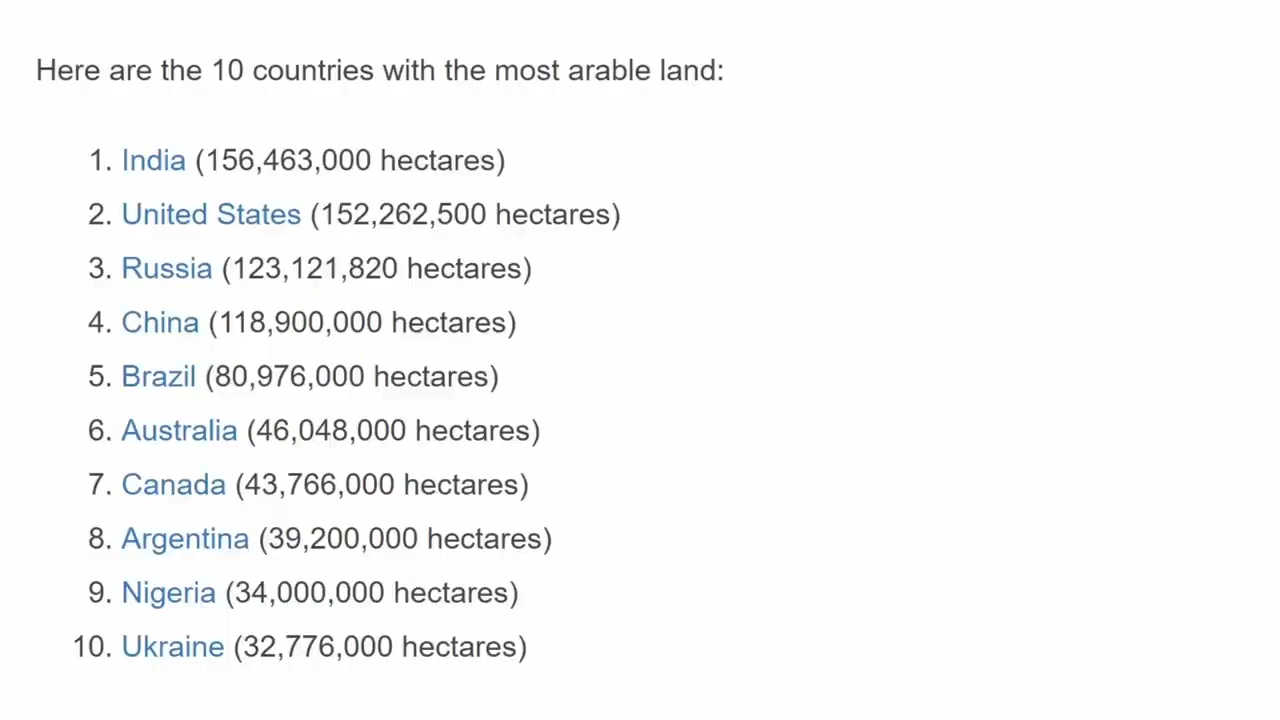 Here are the 10 countries with the most arable land:
1. India (156,463,000 hectares)
2. United States (152,262,500 hectares)
3. Russia (123,121,820 hectares)
4. China (118,900,000 hectares)
5. Brazil (80,976,000 hectares)
6. Australia (46,048,000 hectares)
7. Canada (43,766,000 hectares)
8. Argentina (39,200,000 hectares)
9. Nigeria (34,000,000 hectares)
10. Ukraine (32,776,000 hectares)